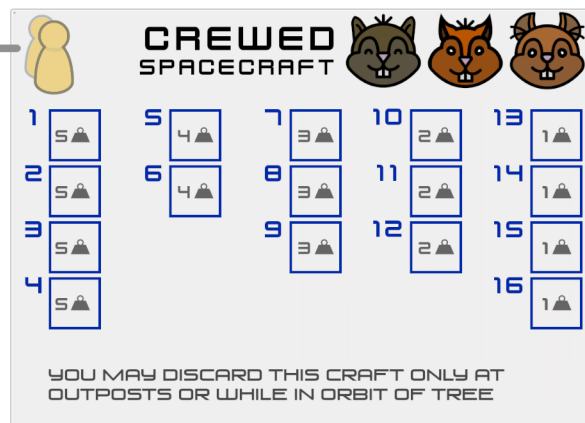 CREWED
SPACECRAFT
1 5 5 4 7 3 10 2 13 1
2 5 6 4 8 3 11 2 14 1
3 5 9 3 12 2 15 1
4 5 16 1
YOU MAY DISCARD THIS CRAFT ONLY AT
OUTPOSTS OR WHILE IN ORBIT OF TREE